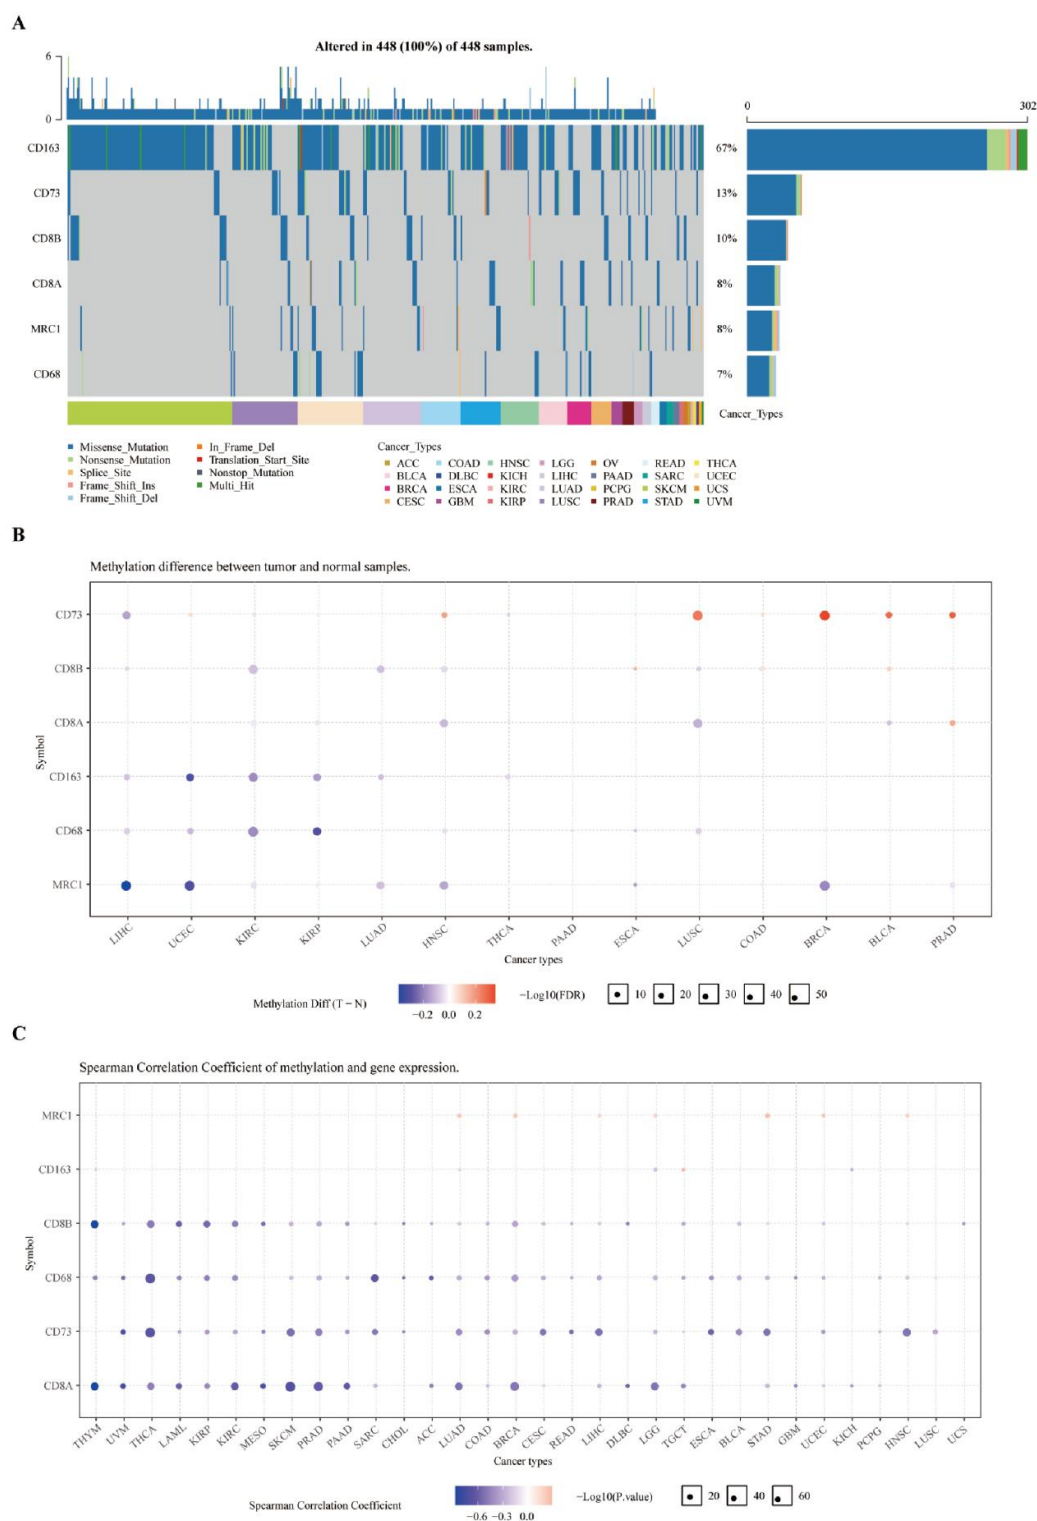 A
Altered in 448 (100%) of 448 samples.
6
0
0 302
CD163 67%
CD73 13%
CD8B 10%
CD8A 8%
MRC1 8%
CD68 7%
Cancer_Types
Missense_Mutation In_Frame_Del
Nonsense_Mutation Translation_Start_Site
Splice_Site Nonstop_Mutation
Frame_Shift_Ins Multi_Hit
Frame_Shift_Del
Cancer_Types
ACC COAD HNSC LGG OV READ THCA
BLCA DLBC KICH LIHC PAAD SARC UCEC
BRCA ESCA KIRC LUAD PCPG SKCM UCS
CESC GBM KIRP LUSC PRAD STAD UVM
B
Methylation difference between tumor and normal samples.
Symbol
CD73
CD8B
CD8A
CD163
CD68
MRC1
LIHC UCEC KIRC KIRP LUAD HNSC THCA PAAD ESCA LUSC COAD BRCA BLCA PRAD
Cancer types
Methylation Diff (T − N) −0.2 0.0 0.2 −Log10(FDR) 10 20 30 40 50
C
Spearman Correlation Coefficient of methylation and gene expression.
Symbol
MRC1
CD163
CD8B
CD68
CD73
CD8A
THYM UVM THCA LAML KIRP KIRC MESO SKCM PRAD PAAD SARC CHOL ACC LUAD COAD BRCA CESC READ LIHC DLBC LGG TGCT ESCA BLCA STAD GBM UCEC KICH PCPG HNSC LUSC UCS
Cancer types
Spearman Correlation Coefficient −0.6 −0.3 0.0 −Log10(P.value) 20 40 60